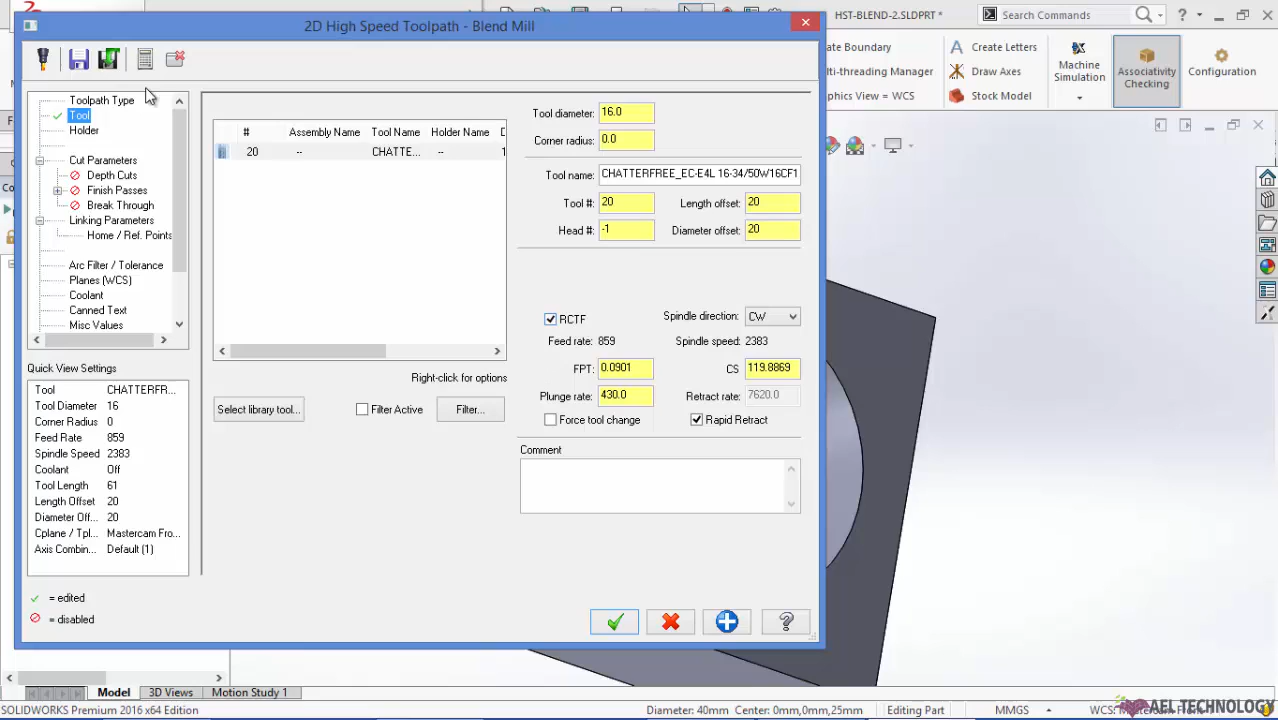 2D High Speed Toolpath - Blend Mill
HST-BLEND-2.SLDPRT *
Search Commands
Create Boundary
Create Letters
Multi-threading Manager
Draw Axes
Graphics View = WCS
Stock Model
Machine Simulation
Associativity Checking
Configuration
Toolpath Type
Tool
Holder
Cut Parameters
Depth Cuts
Finish Passes
Break Through
Linking Parameters
Home / Ref. Points
Arc Filter / Tolerance
Planes (WCS)
Coolant
Canned Text
Misc Values
# Assembly Name Tool Name Holder Name D
20 -- CHATTE... -- 1
Right-click for options
Select library tool...
Filter Active
Filter...
Tool diameter: 16.0
Corner radius: 0.0
Tool name: CHATTERFREE_EC-E4L 16-34/50W16CF1
Tool #: 20 Length offset: 20
Head #: -1 Diameter offset: 20
RCTF Spindle direction: CW
Feed rate: 859 Spindle speed: 2383
FPT: 0.0901 CS 119.8869
Plunge rate: 430.0 Retract rate: 7620.0
Force tool change Rapid Retract
Comment
Quick View Settings
Tool CHATTERFR...
Tool Diameter 16
Corner Radius 0
Feed Rate 859
Spindle Speed 2383
Coolant Off
Tool Length 61
Length Offset 20
Diameter Off... 20
Cplane / Tpl... Mastercam Fro...
Axis Combin... Default (1)
= edited
= disabled
Model 3D Views Motion Study 1
SOLIDWORKS Premium 2016 x64 Edition
Diameter: 40mm Center: 0mm,0mm,25mm
Editing Part
MMGS
WCS:
AEL TECHNOLOGY